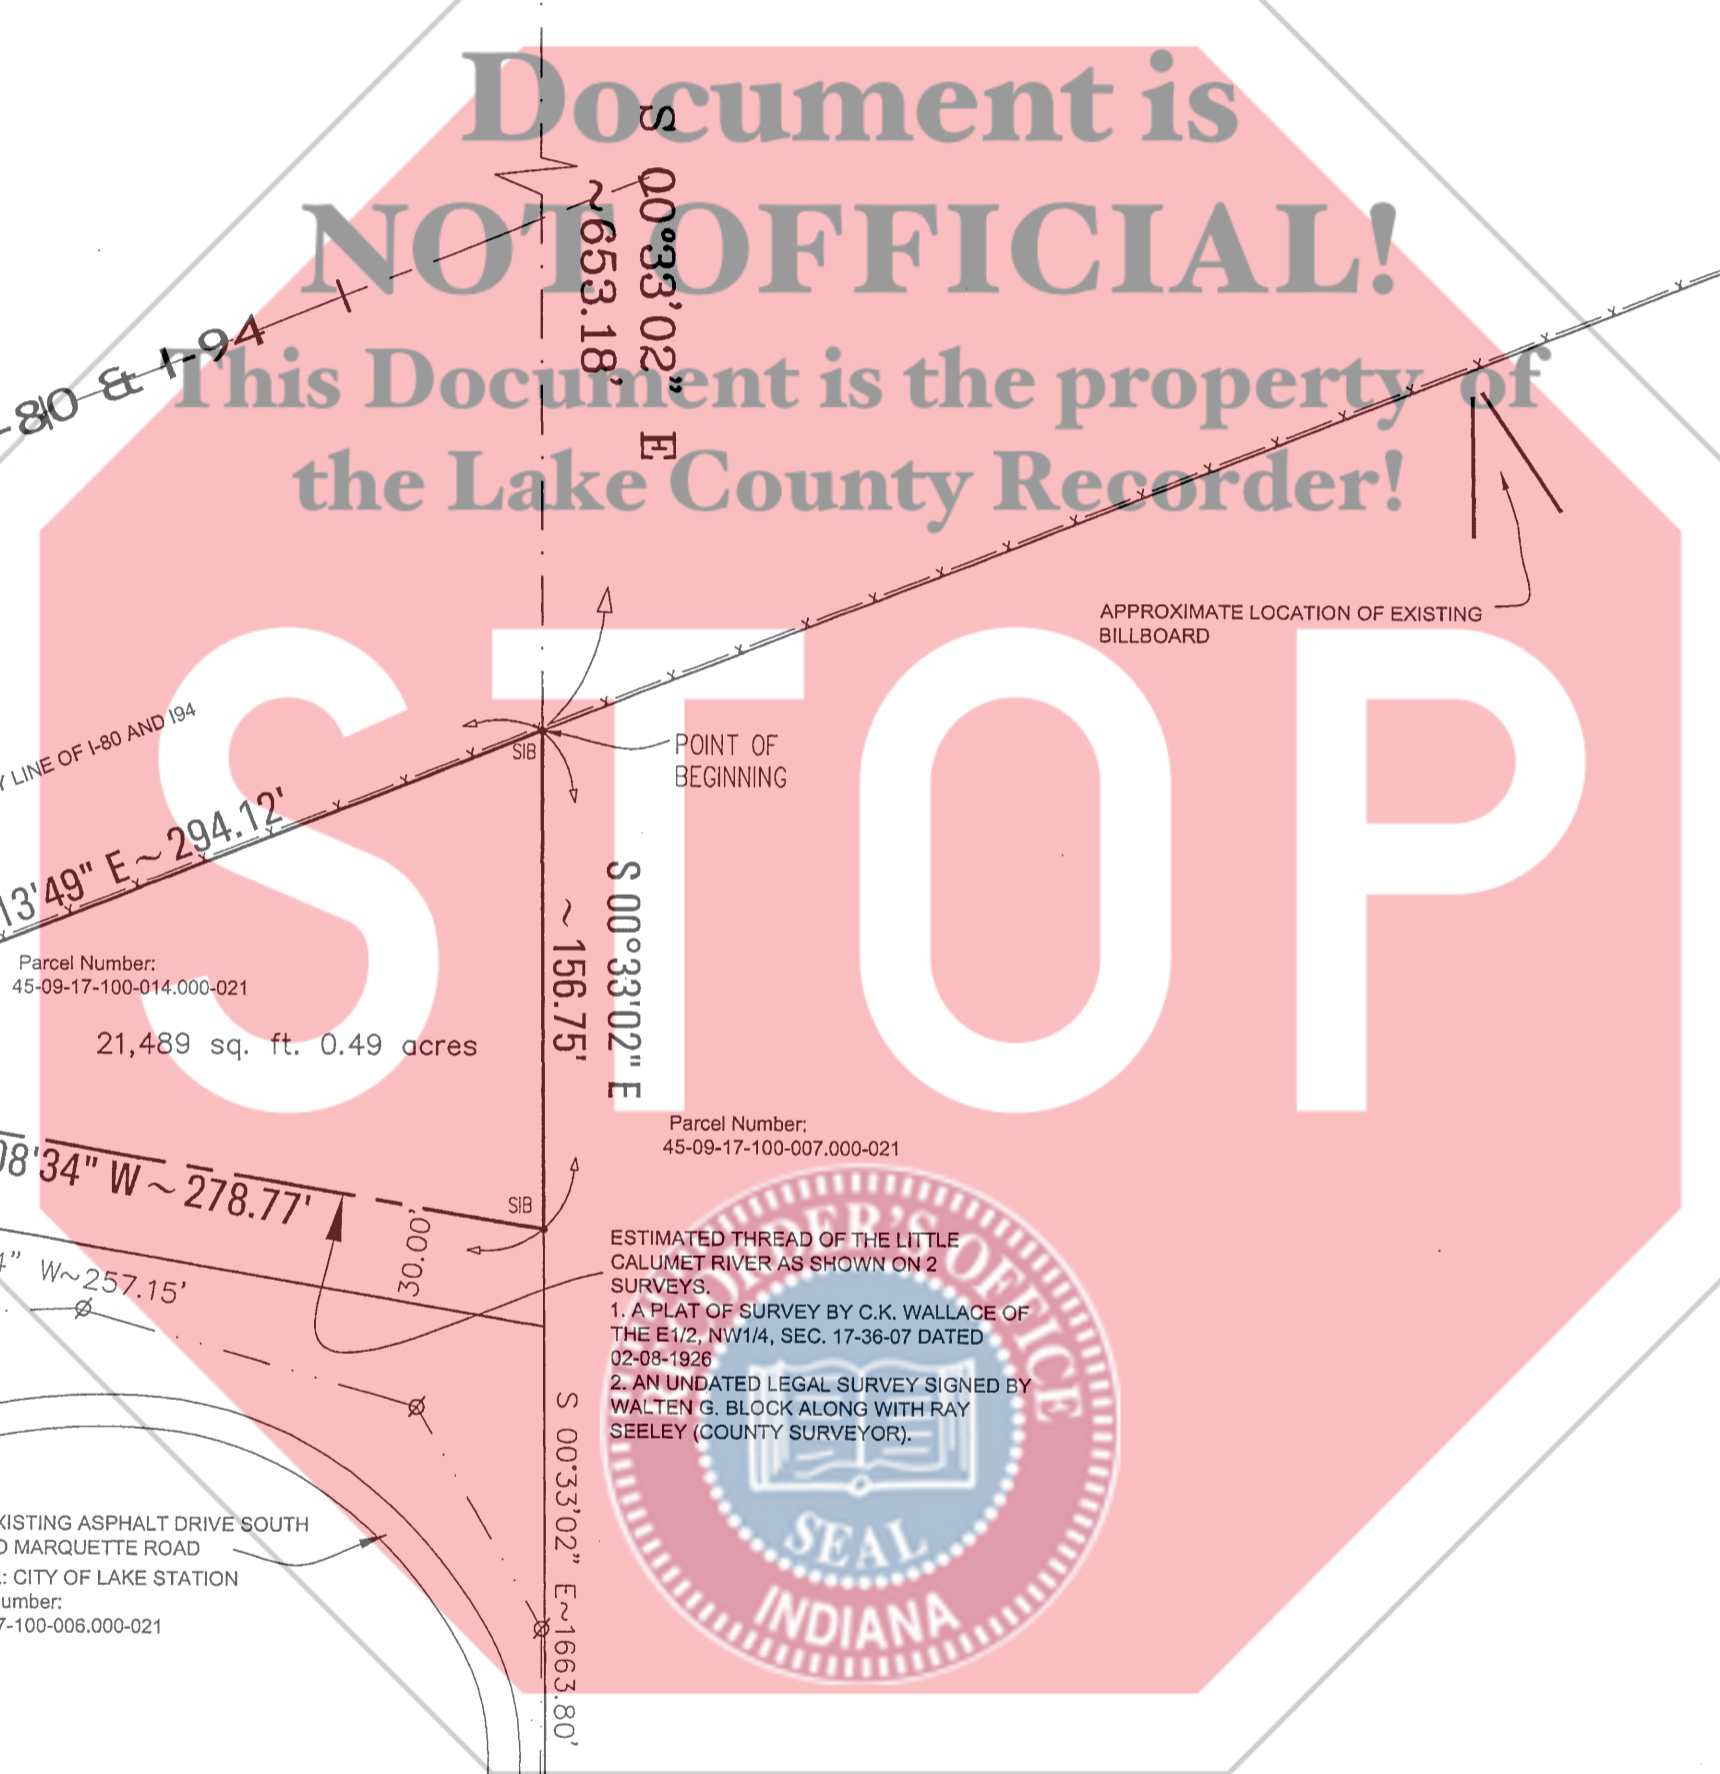 Document is
NOT OFFICIAL!
This Document is the property of
the Lake County Recorder!
STOP
S 00°33'02" E
~653.18'
-80 & I-94
APPROXIMATE LOCATION OF EXISTING
BILLBOARD
LINE OF I-80 AND I94
13'49" E ~ 294.12'
SIB
POINT OF
BEGINNING
S 00°33'02" E
~ 156.75'
Parcel Number:
45-09-17-100-014.000-021
21,489 sq. ft. 0.49 acres
Parcel Number:
45-09-17-100-007.000-021
08'34" W ~ 278.77'
SIB
30.00'
W~257.15'
ESTIMATED THREAD OF THE LITTLE
CALUMET RIVER AS SHOWN ON 2
SURVEYS.
1. A PLAT OF SURVEY BY C.K. WALLACE OF
THE E1/2, NW1/4, SEC. 17-36-07 DATED
02-08-1926
2. AN UNDATED LEGAL SURVEY SIGNED BY
WALTEN G. BLOCK ALONG WITH RAY
SEELEY (COUNTY SURVEYOR).
S 00°33'02" E~1663.80'
XISTING ASPHALT DRIVE SOUTH
MARQUETTE ROAD
: CITY OF LAKE STATION
umber:
7-100-006.000-021
RECORDER'S OFFICE
SEAL
INDIANA